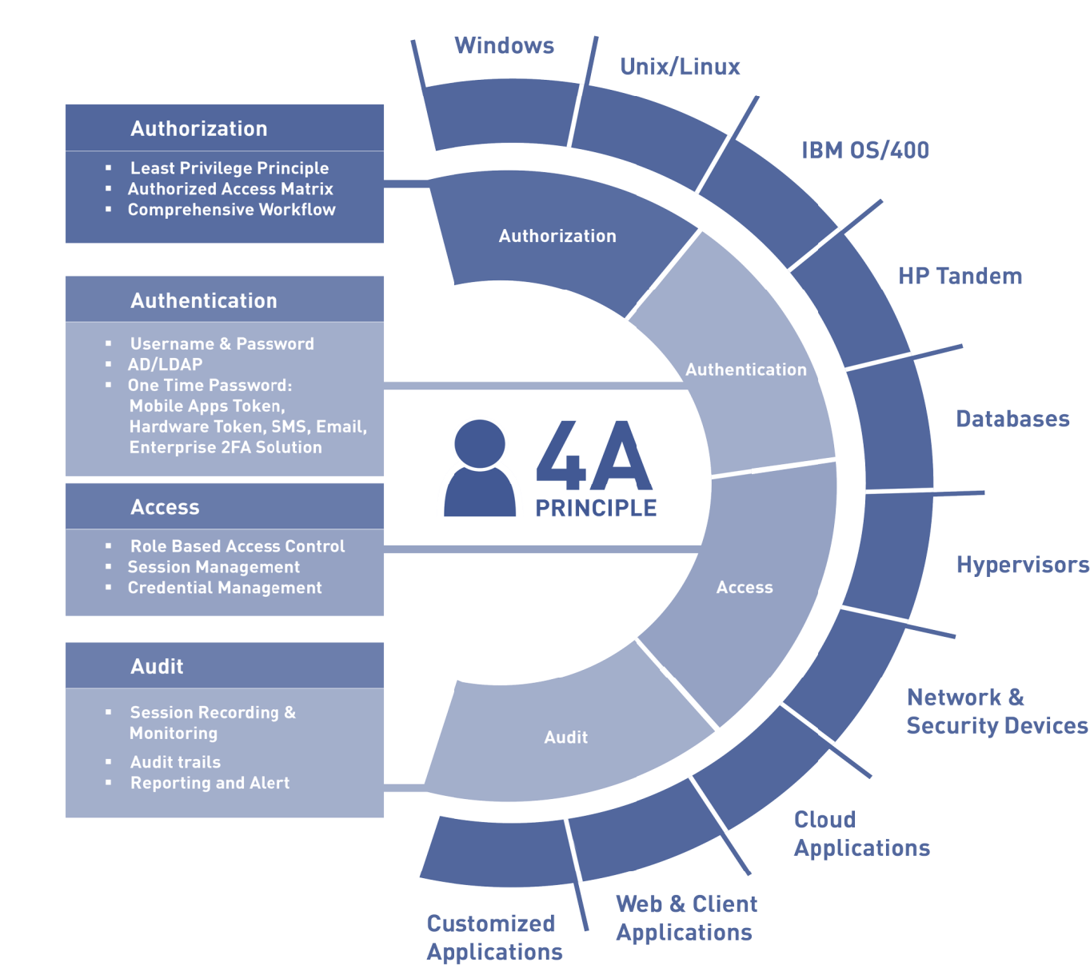 Windows
Unix/Linux
IBM OS/400
HP Tandem
Databases
Hypervisors
Network &
Security Devices
Cloud
Applications
Web & Client
Applications
Customized
Applications
Authorization
▪ Least Privilege Principle
▪ Authorized Access Matrix
▪ Comprehensive Workflow
Authentication
▪ Username & Password
▪ AD/LDAP
▪ One Time Password:
Mobile Apps Token,
Hardware Token, SMS, Email,
Enterprise 2FA Solution
Access
▪ Role Based Access Control
▪ Session Management
▪ Credential Management
Audit
▪ Session Recording &
Monitoring
▪ Audit trails
▪ Reporting and Alert
Authorization
Authentication
Access
Audit
4A
PRINCIPLE